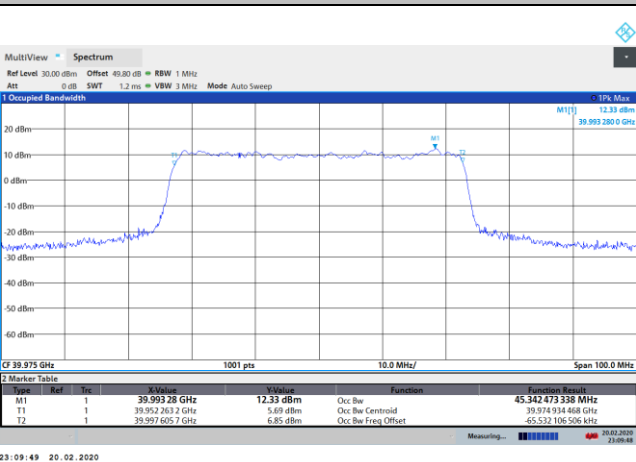 MultiView Spectrum
Ref Level 30.00 dBm Offset 49.80 dB RBW 1 MHz
Att 0 dB SWT 1.2 ms VBW 3 MHz Mode Auto Sweep
1 Occupied Bandwidth 1Pk Max
M1[1] 12.33 dBm
39.993 280 0 GHz
M1
20 dBm
10 dBm
T1
T2
0 dBm
-10 dBm
-20 dBm
-30 dBm
-40 dBm
-50 dBm
-60 dBm
CF 39.975 GHz 1001 pts 10.0 MHz/ Span 100.0 MHz
2 Marker Table
Type Ref Trc X-Value Y-Value Function Function Result
M1 1 39.993 28 GHz 12.33 dBm Occ Bw 45.342 473 338 MHz
T1 1 39.952 263 2 GHz 5.69 dBm Occ Bw Centroid 39.974 934 468 GHz
T2 1 39.997 605 7 GHz 6.85 dBm Occ Bw Freq Offset -65.532 106 506 kHz
Measuring... 20.02.2020
23:09:48
23:09:49 20.02.2020